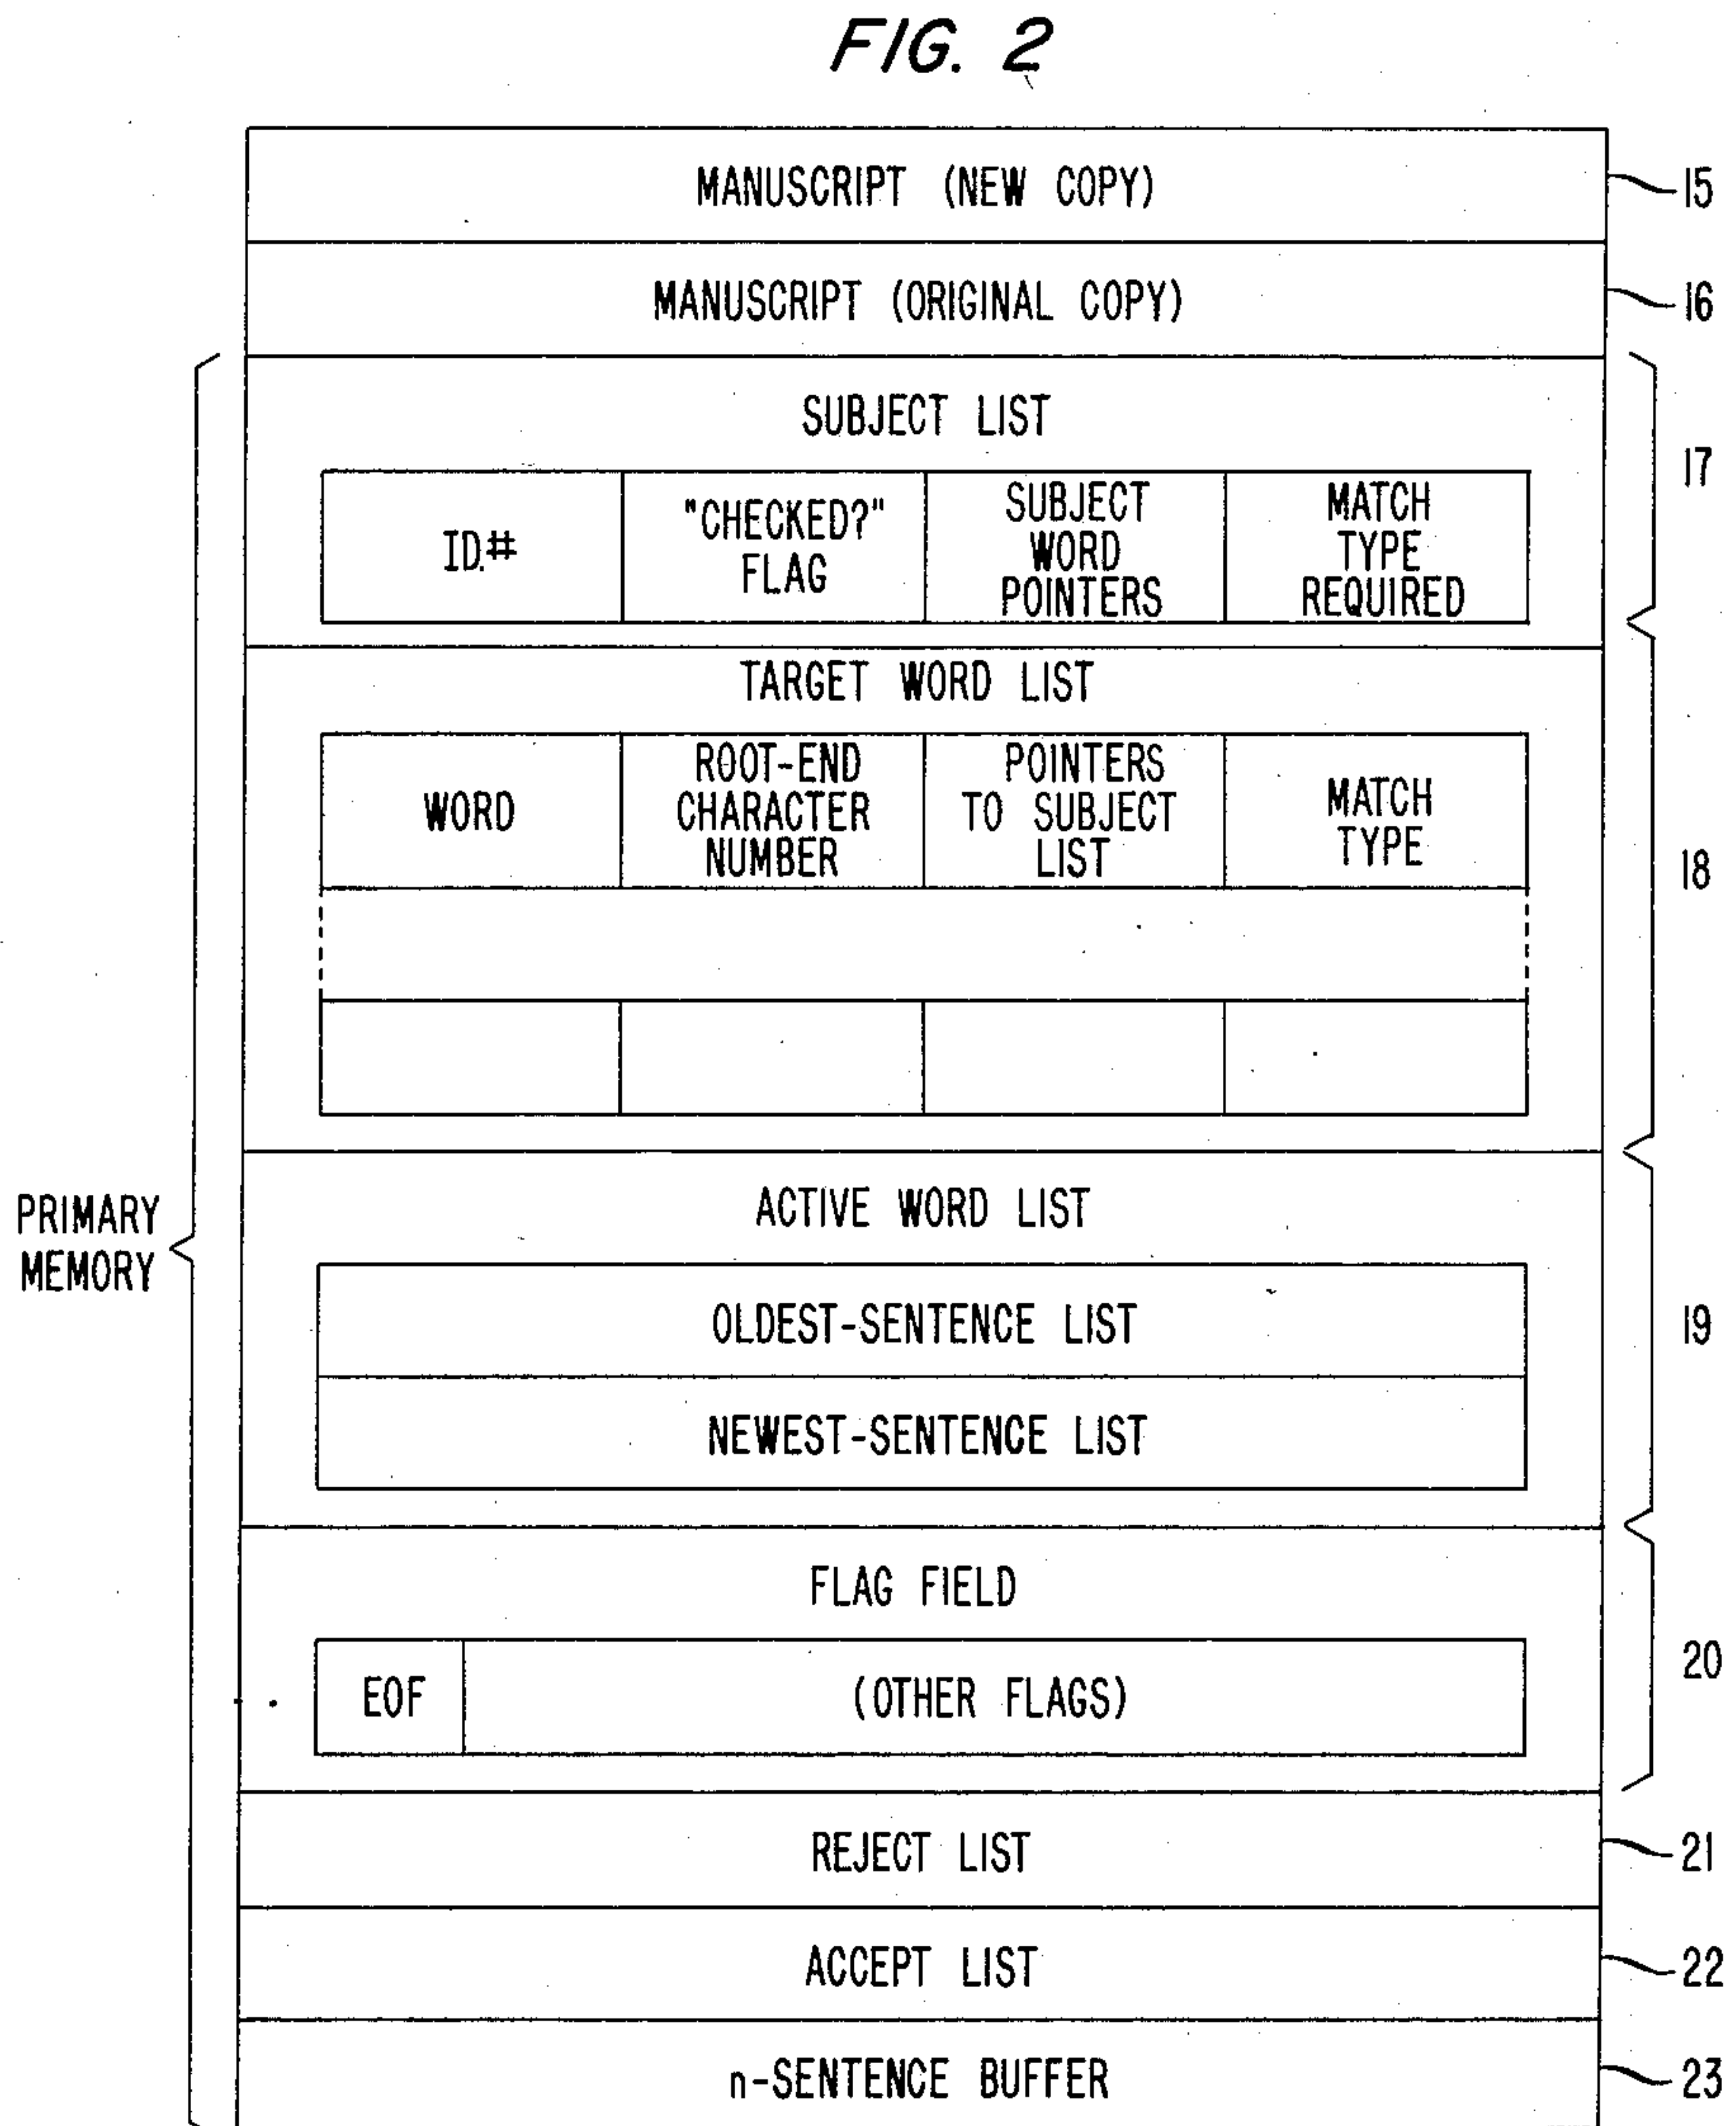 FIG. 2
MANUSCRIPT (NEW COPY)
15
MANUSCRIPT (ORIGINAL COPY)
16
SUBJECT LIST
17
ID.#
"CHECKED?"
FLAG
SUBJECT
WORD
POINTERS
MATCH
TYPE
REQUIRED
TARGET WORD LIST
WORD
ROOT-END
CHARACTER
NUMBER
POINTERS
TO SUBJECT
LIST
MATCH
TYPE
18
PRIMARY
MEMORY
ACTIVE WORD LIST
OLDEST-SENTENCE LIST
NEWEST-SENTENCE LIST
19
FLAG FIELD
EOF
(OTHER FLAGS)
20
REJECT LIST
21
ACCEPT LIST
22
n-SENTENCE BUFFER
23